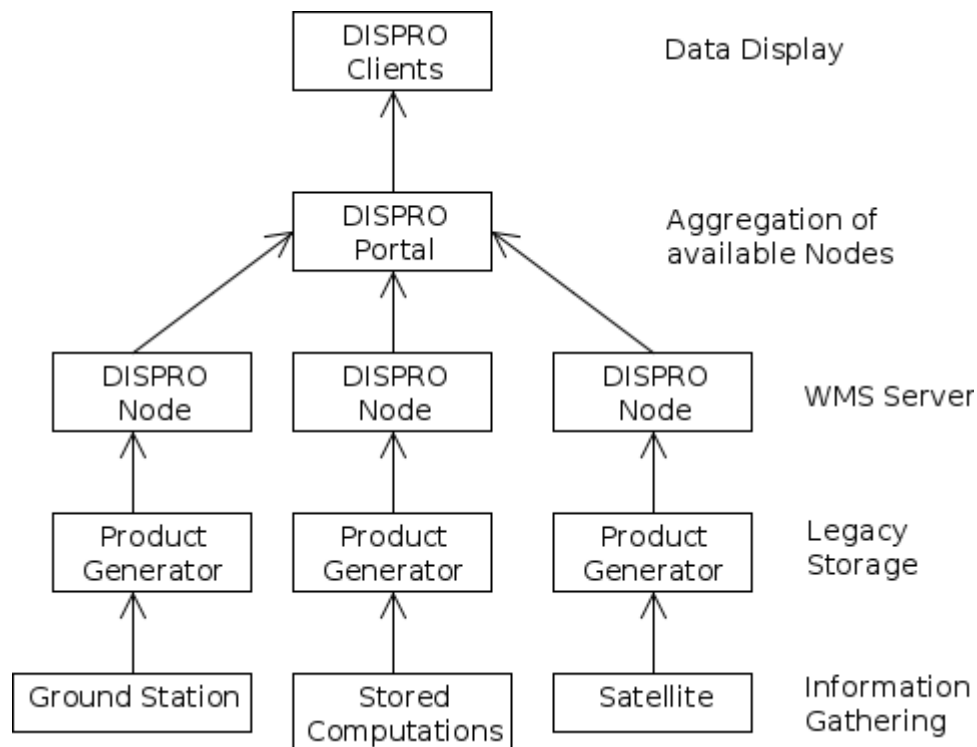 DISPRO
Clients
Data Display
DISPRO
Portal
Aggregation of
available Nodes
DISPRO
Node
DISPRO
Node
DISPRO
Node
WMS Server
Product
Generator
Product
Generator
Product
Generator
Legacy
Storage
Ground Station
Stored
Computations
Satellite
Information
Gathering